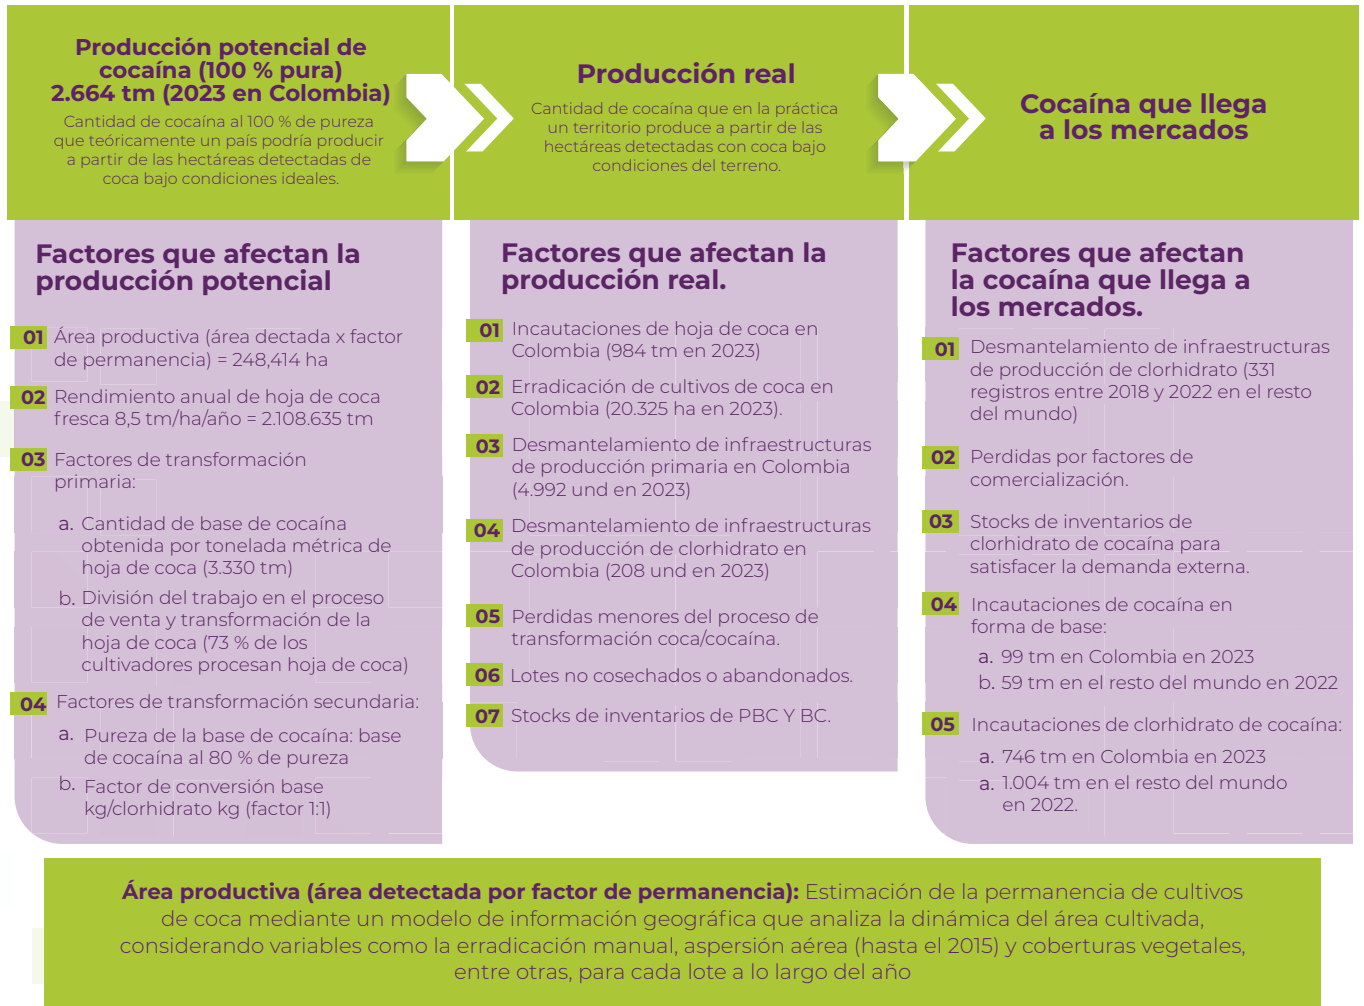 Producción potencial de
cocaína (100 % pura)
2.664 tm (2023 en Colombia)
Cantidad de cocaína al 100 % de pureza
que teóricamente un país podría producir
a partir de las hectáreas detectadas de
coca bajo condiciones ideales.
Producción real
Cantidad de cocaína que en la práctica
un territorio produce a partir de las
hectáreas detectadas con coca bajo
condiciones del terreno.
Cocaína que llega
a los mercados
Factores que afectan la
producción potencial
01 Área productiva (área dectada x factor
de permanencia) = 248,414 ha
02 Rendimiento anual de hoja de coca
fresca 8,5 tm/ha/año = 2.108.635 tm
03 Factores de transformación
primaria:
a. Cantidad de base de cocaína
obtenida por tonelada métrica de
hoja de coca (3.330 tm)
b. División del trabajo en el proceso
de venta y transformación de la
hoja de coca (73 % de los
cultivadores procesan hoja de coca)
04 Factores de transformación secundaria:
a. Pureza de la base de cocaína: base
de cocaína al 80 % de pureza
b. Factor de conversión base
kg/clorhidrato kg (factor 1:1)
Factores que afectan la
producción real.
01 Incautaciones de hoja de coca en
Colombia (984 tm en 2023)
02 Erradicación de cultivos de coca en
Colombia (20.325 ha en 2023).
03 Desmantelamiento de infraestructuras
de producción primaria en Colombia
(4.992 und en 2023)
04 Desmantelamiento de infraestructuras
de producción de clorhidrato en
Colombia (208 und en 2023)
05 Perdidas menores del proceso de
transformación coca/cocaína.
06 Lotes no cosechados o abandonados.
07 Stocks de inventarios de PBC Y BC.
Factores que afectan
la cocaína que llega a
los mercados.
01 Desmantelamiento de infraestructuras
de producción de clorhidrato (331
registros entre 2018 y 2022 en el resto
del mundo)
02 Perdidas por factores de
comercialización.
03 Stocks de inventarios de
clorhidrato de cocaína para
satisfacer la demanda externa.
04 Incautaciones de cocaína en
forma de base:
a. 99 tm en Colombia en 2023
b. 59 tm en el resto del mundo en 2022
05 Incautaciones de clorhidrato de cocaína:
a. 746 tm en Colombia en 2023
a. 1.004 tm en el resto del mundo
en 2022.
Área productiva (área detectada por factor de permanencia): Estimación de la permanencia de cultivos
de coca mediante un modelo de información geográfica que analiza la dinámica del área cultivada,
considerando variables como la erradicación manual, aspersión aérea (hasta el 2015) y coberturas vegetales,
entre otras, para cada lote a lo largo del año